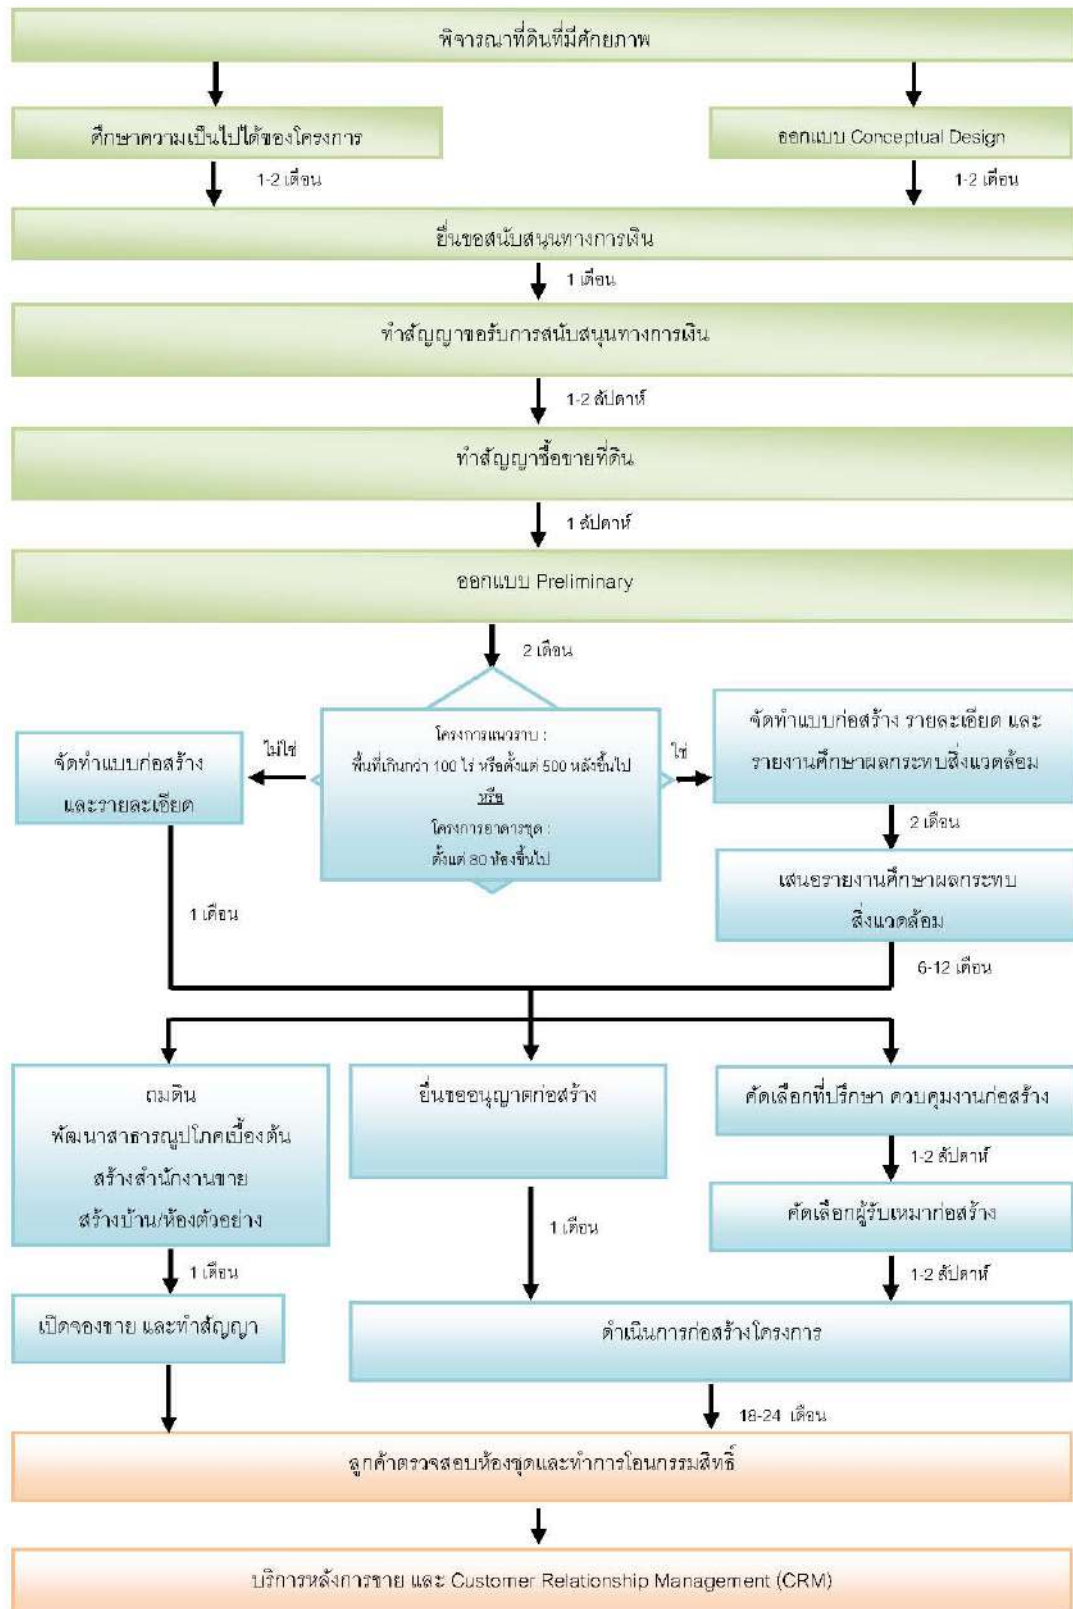 พิจารณาที่ดินที่มีศักยภาพ
ศึกษาความเป็นไปได้ของโครงการ
ออกแบบ Conceptual Design
1-2 เดือน
1-2 เดือน
ยื่นขอสนับสนุนทางการเงิน
1 เดือน
ทำสัญญาขอรับการสนับสนุนทางการเงิน
1-2 สัปดาห์
ทำสัญญาซื้อขายที่ดิน
1 สัปดาห์
ออกแบบ Preliminary
2 เดือน
โครงการแนวราบ :
พื้นที่เกินกว่า 100 ไร่ หรือตั้งแต่ 500 หลังขึ้นไป
หรือ
โครงการอาคารชุด :
ตั้งแต่ 80 ห้องขึ้นไป
ไม่ใช่
จัดทำแบบก่อสร้าง
และรายละเอียด
1 เดือน
ใช่
จัดทำแบบก่อสร้าง รายละเอียด และ
รายงานศึกษาผลกระทบสิ่งแวดล้อม
2 เดือน
เสนอรายงานศึกษาผลกระทบ
สิ่งแวดล้อม
6-12 เดือน
ถมดิน
พัฒนาสาธารณูปโภคเบื้องต้น
สร้างสำนักงานขาย
สร้างบ้าน/ห้องตัวอย่าง
1 เดือน
เปิดจองขาย และทำสัญญา
ยื่นขออนุญาตก่อสร้าง
1 เดือน
คัดเลือกที่ปรึกษา ควบคุมงานก่อสร้าง
1-2 สัปดาห์
คัดเลือกผู้รับเหมาก่อสร้าง
1-2 สัปดาห์
ดำเนินการก่อสร้างโครงการ
18-24 เดือน
ลูกค้าตรวจสอบห้องชุดและทำการโอนกรรมสิทธิ์
บริการหลังการขาย และ Customer Relationship Management (CRM)